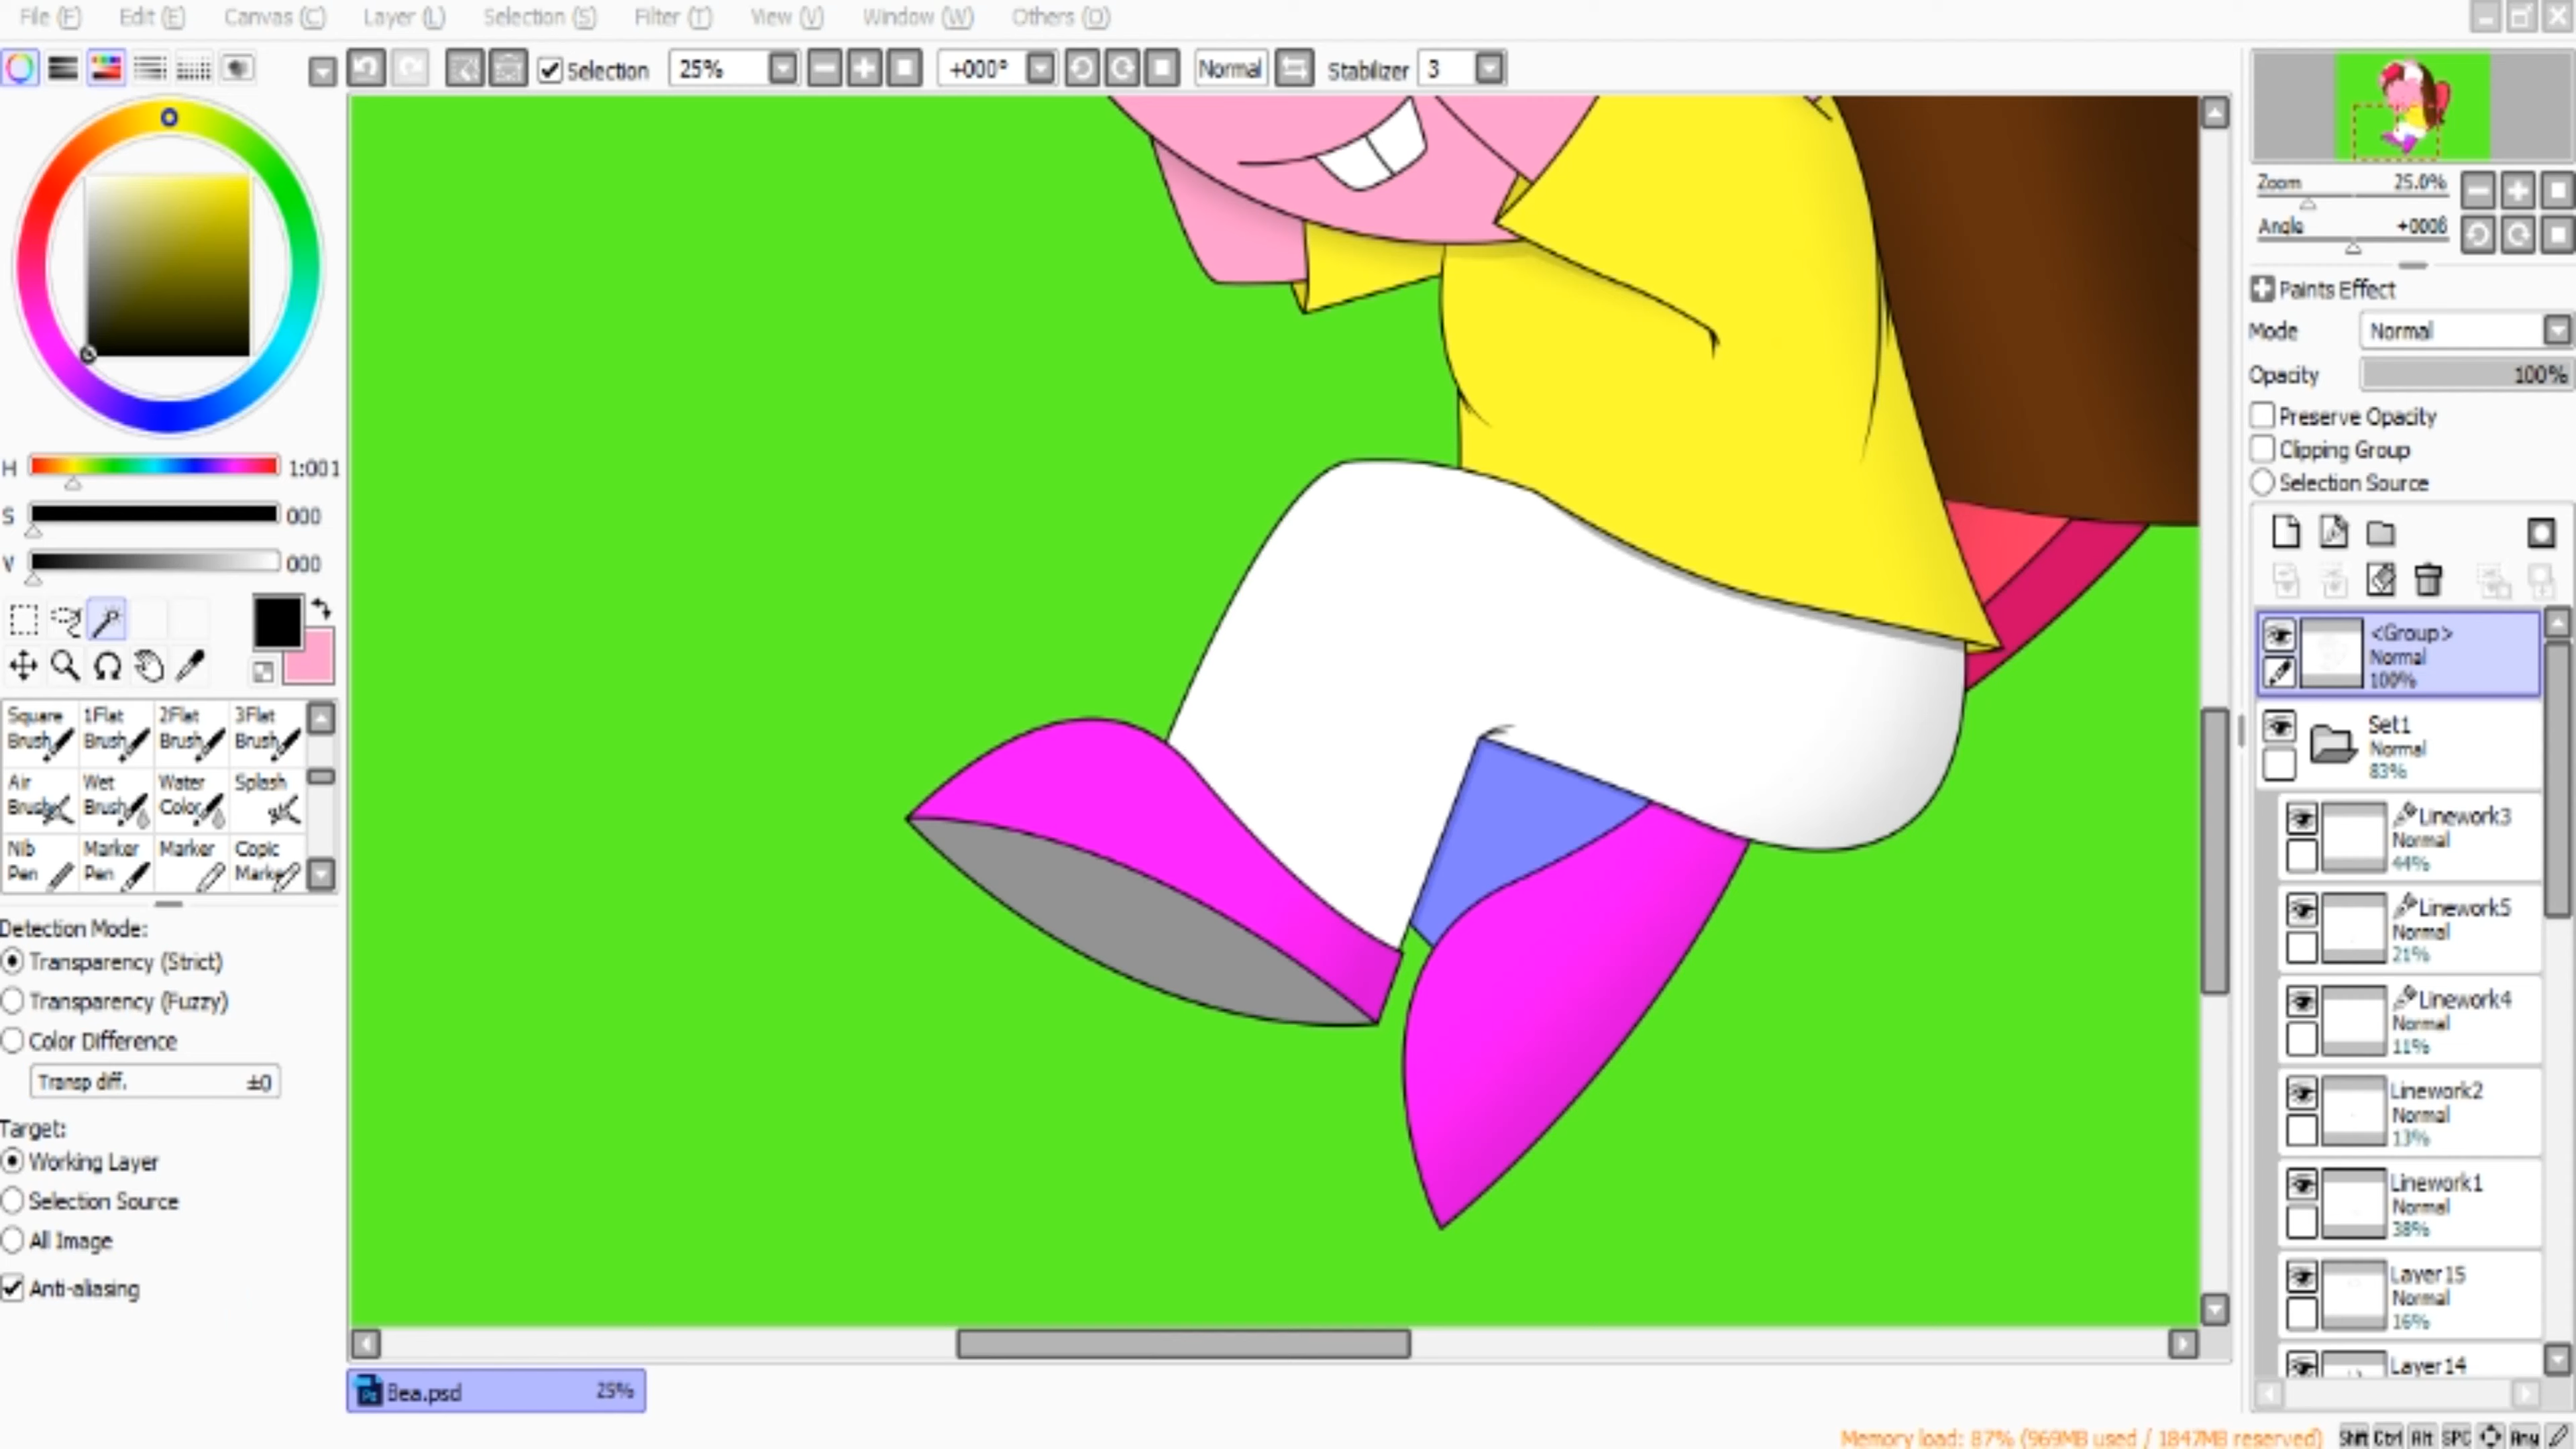 File (F) Edit (E) Canvas (C) Layer (L) Selection (S) Filter (T) View (V) Window (W) Others (O)
Selection 25% +000° Normal Stabilizer 3
Zoom 25.0%
Angle +000ß
Paints Effect
Mode Normal
Opacity 100%
Preserve Opacity
Clipping Group
Selection Source
H 1:001
S 000
V 000
Square Brush
1Flat Brush
2Flat Brush
3Flat Brush
Air Brush
Wet Brush
Water Color
Splash
Nib Pen
Marker Pen
Marker
Copic Marke
Detection Mode:
Transparency (Strict)
Transparency (Fuzzy)
Color Difference
Transp diff. ±0
Target:
Working Layer
Selection Source
All Image
Anti-aliasing
<Group>
Normal
100%
Set1
Normal
83%
Linework3
Normal
44%
Linework5
Normal
21%
Linework4
Normal
11%
Linework2
Normal
13%
Linework1
Normal
38%
Layer15
Normal
16%
Layer14
Bea.psd 25%
Memory load: 87% (969MB used / 1847MB reserved) Shft Ctrl Alt SPC Any